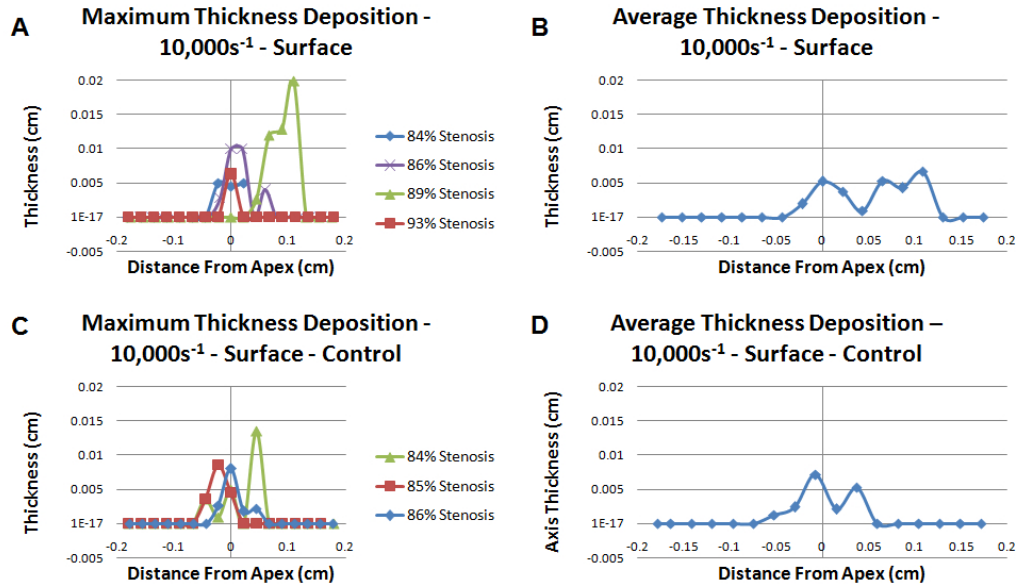 A
Maximum Thickness Deposition -
10,000s⁻¹ - Surface
Thickness (cm)
0.02
0.015
0.01
0.005
1E-17
-0.005
-0.2
-0.1
0
0.1
0.2
Distance From Apex (cm)
84% Stenosis
86% Stenosis
89% Stenosis
93% Stenosis
B
Average Thickness Deposition -
10,000s⁻¹ - Surface
Thickness (cm)
0.02
0.015
0.01
0.005
1E-17
-0.005
-0.2
-0.15
-0.1
-0.05
0
0.05
0.1
0.15
0.2
Distance From Apex (cm)
C
Maximum Thickness Deposition -
10,000s⁻¹ - Surface - Control
Thickness (cm)
0.02
0.015
0.01
0.005
1E-17
-0.005
-0.2
-0.1
0
0.1
0.2
Distance From Apex (cm)
84% Stenosis
85% Stenosis
86% Stenosis
D
Average Thickness Deposition –
10,000s⁻¹ - Surface - Control
Axis Thickness (cm)
0.02
0.015
0.01
0.005
1E-17
-0.005
-0.2
-0.15
-0.1
-0.05
0
0.05
0.1
0.15
0.2
Distance From Apex (cm)